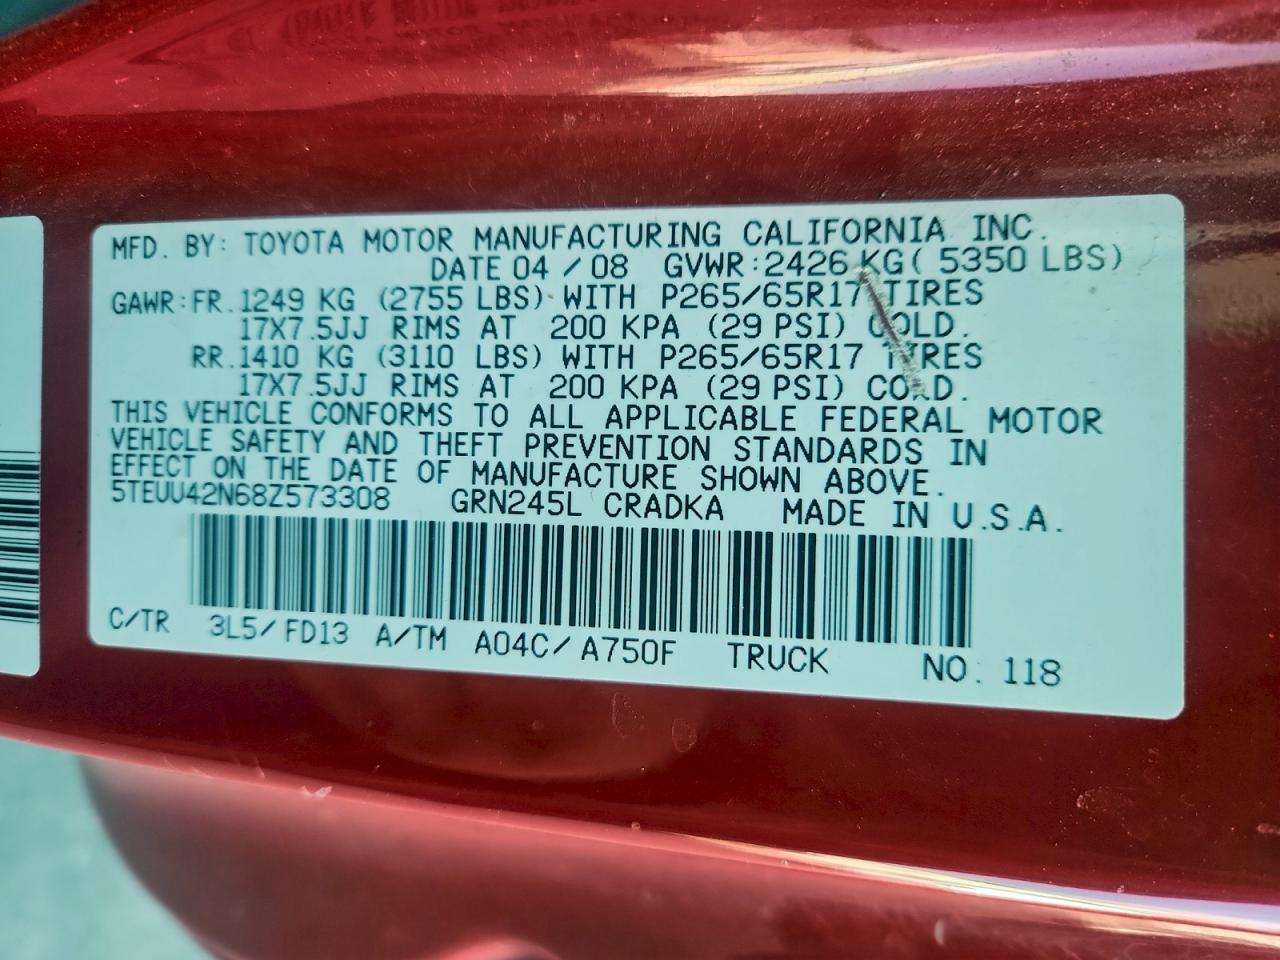 MFD. BY: TOYOTA MOTOR MANUFACTURING CALIFORNIA INC.
DATE 04 / 08 GVWR:2426 KG( 5350 LBS)
GAWR:FR.1249 KG (2755 LBS) WITH P265/65R17 TIRES
17X7.5JJ RIMS AT 200 KPA (29 PSI) COLD.
RR.1410 KG (3110 LBS) WITH P265/65R17 TIRES
17X7.5JJ RIMS AT 200 KPA (29 PSI) COLD.
THIS VEHICLE CONFORMS TO ALL APPLICABLE FEDERAL MOTOR
VEHICLE SAFETY AND THEFT PREVENTION STANDARDS IN
EFFECT ON THE DATE OF MANUFACTURE SHOWN ABOVE.
5TEUU42N68Z573308 GRN245L CRADKA MADE IN U.S.A.
C/TR 3L5/FD13 A/TM A04C/A750F TRUCK NO. 118